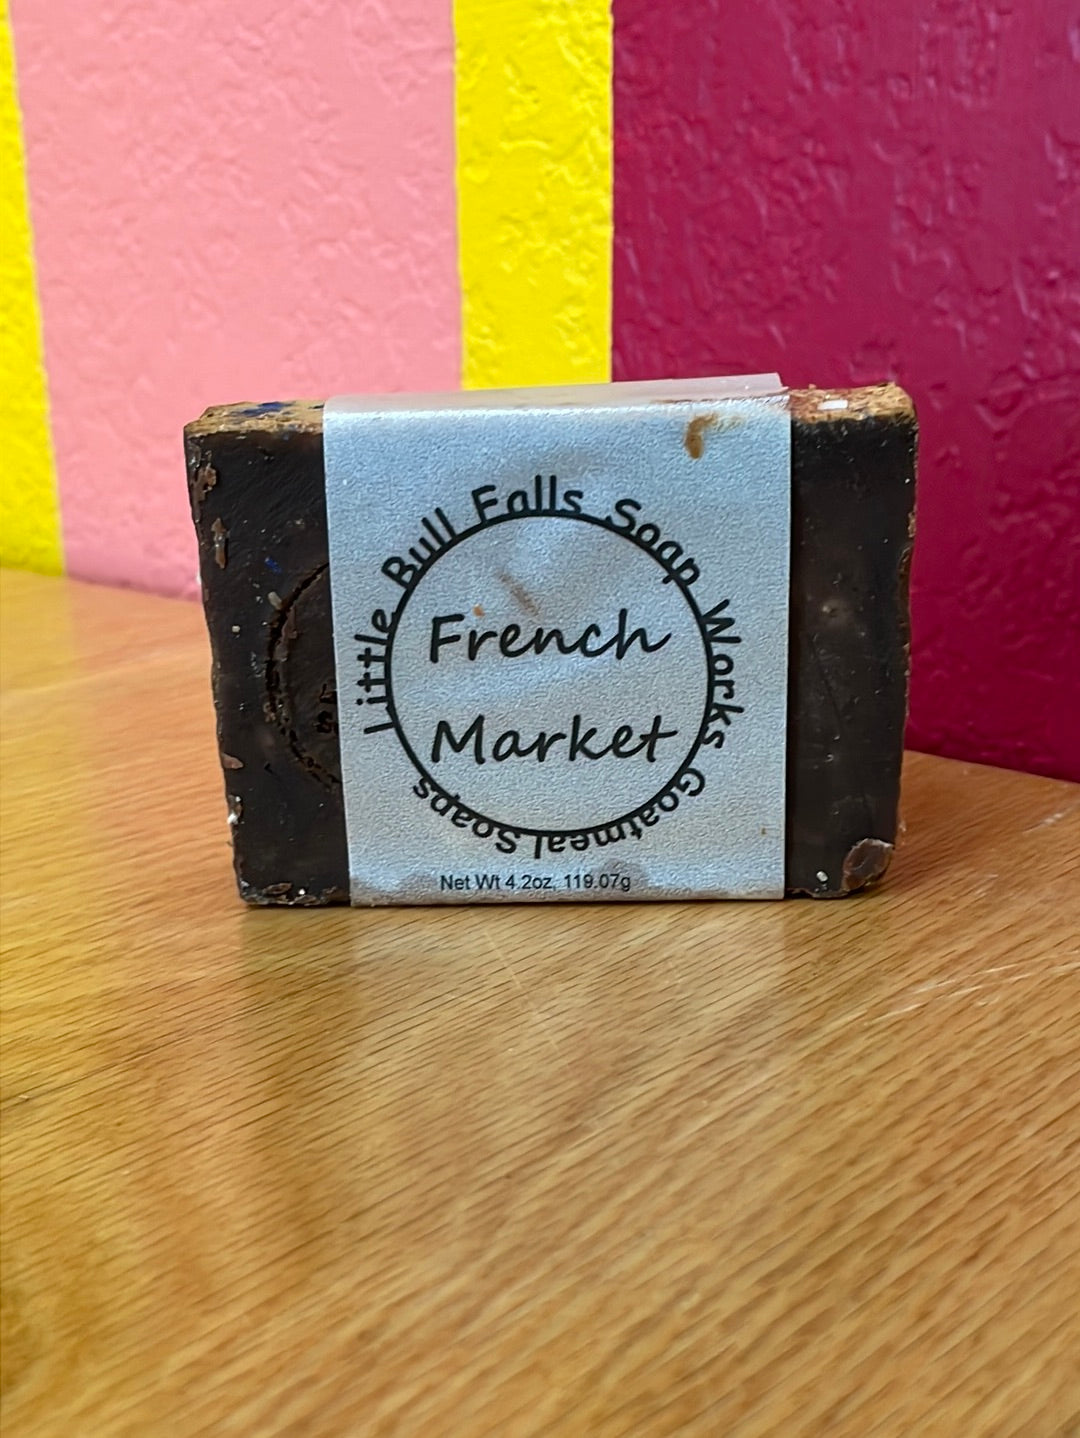 Little Bull Falls Soap Works Goatmeal Soaps
French
Market
Net Wt 4.2oz, 119.07g